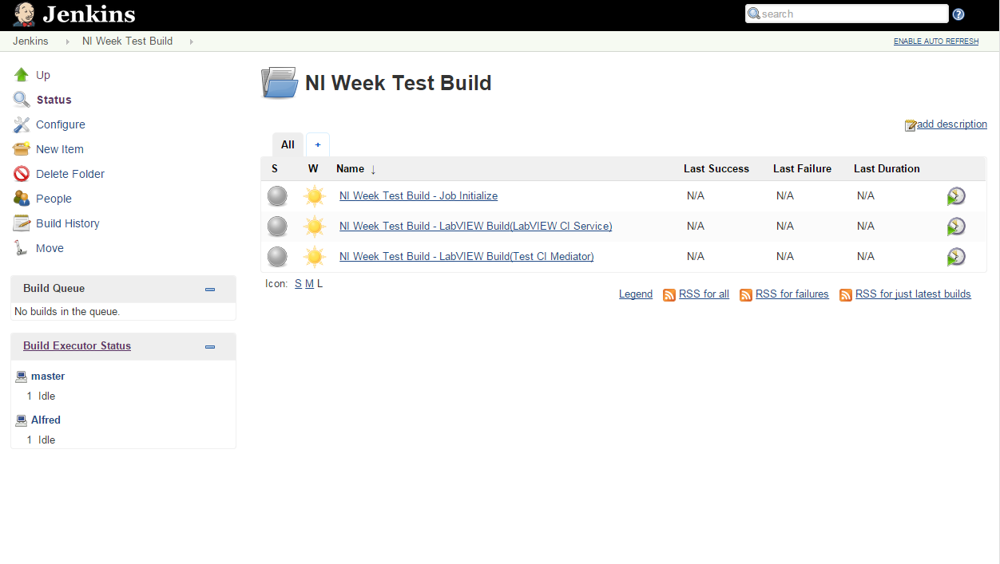 Jenkins
search
Jenkins NI Week Test Build
ENABLE AUTO REFRESH
Up
Status
Configure
New Item
Delete Folder
People
Build History
Move
Build Queue
No builds in the queue.
Build Executor Status
master
1 Idle
Alfred
1 Idle
NI Week Test Build
add description
All +
S W Name ↓ Last Success Last Failure Last Duration
NI Week Test Build - Job Initialize N/A N/A N/A
NI Week Test Build - LabVIEW Build(LabVIEW CI Service) N/A N/A N/A
NI Week Test Build - LabVIEW Build(Test CI Mediator) N/A N/A N/A
Icon: S M L
Legend RSS for all RSS for failures RSS for just latest builds